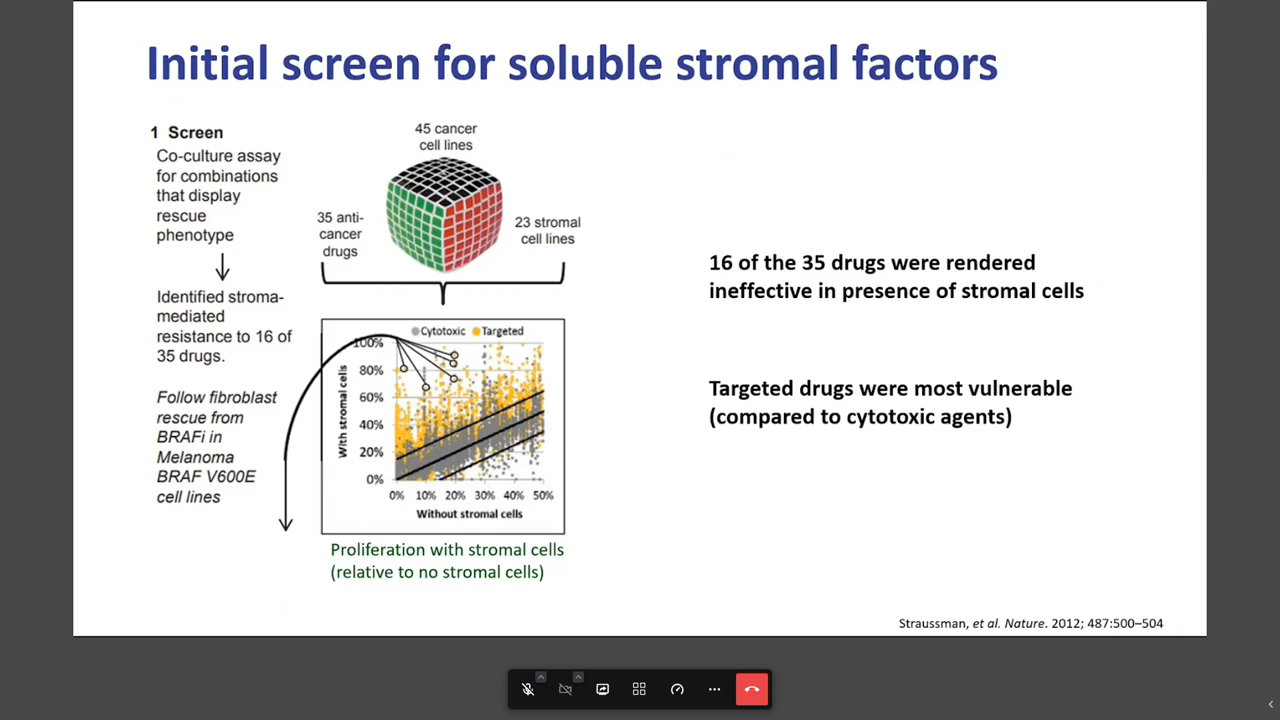 Initial screen for soluble stromal factors
1 Screen
Co-culture assay
for combinations
that display
rescue
phenotype
Identified stroma-
mediated
resistance to 16 of
35 drugs.
Follow fibroblast
rescue from
BRAFi in
Melanoma
BRAF V600E
cell lines
45 cancer
cell lines
35 anti-
cancer
drugs
23 stromal
cell lines
Cytotoxic Targeted
With stromal cells
100%
80%
60%
40%
20%
0%
0% 10% 20% 30% 40% 50%
Without stromal cells
Proliferation with stromal cells
(relative to no stromal cells)
16 of the 35 drugs were rendered
ineffective in presence of stromal cells
Targeted drugs were most vulnerable
(compared to cytotoxic agents)
Straussman, et al. Nature. 2012; 487:500–504